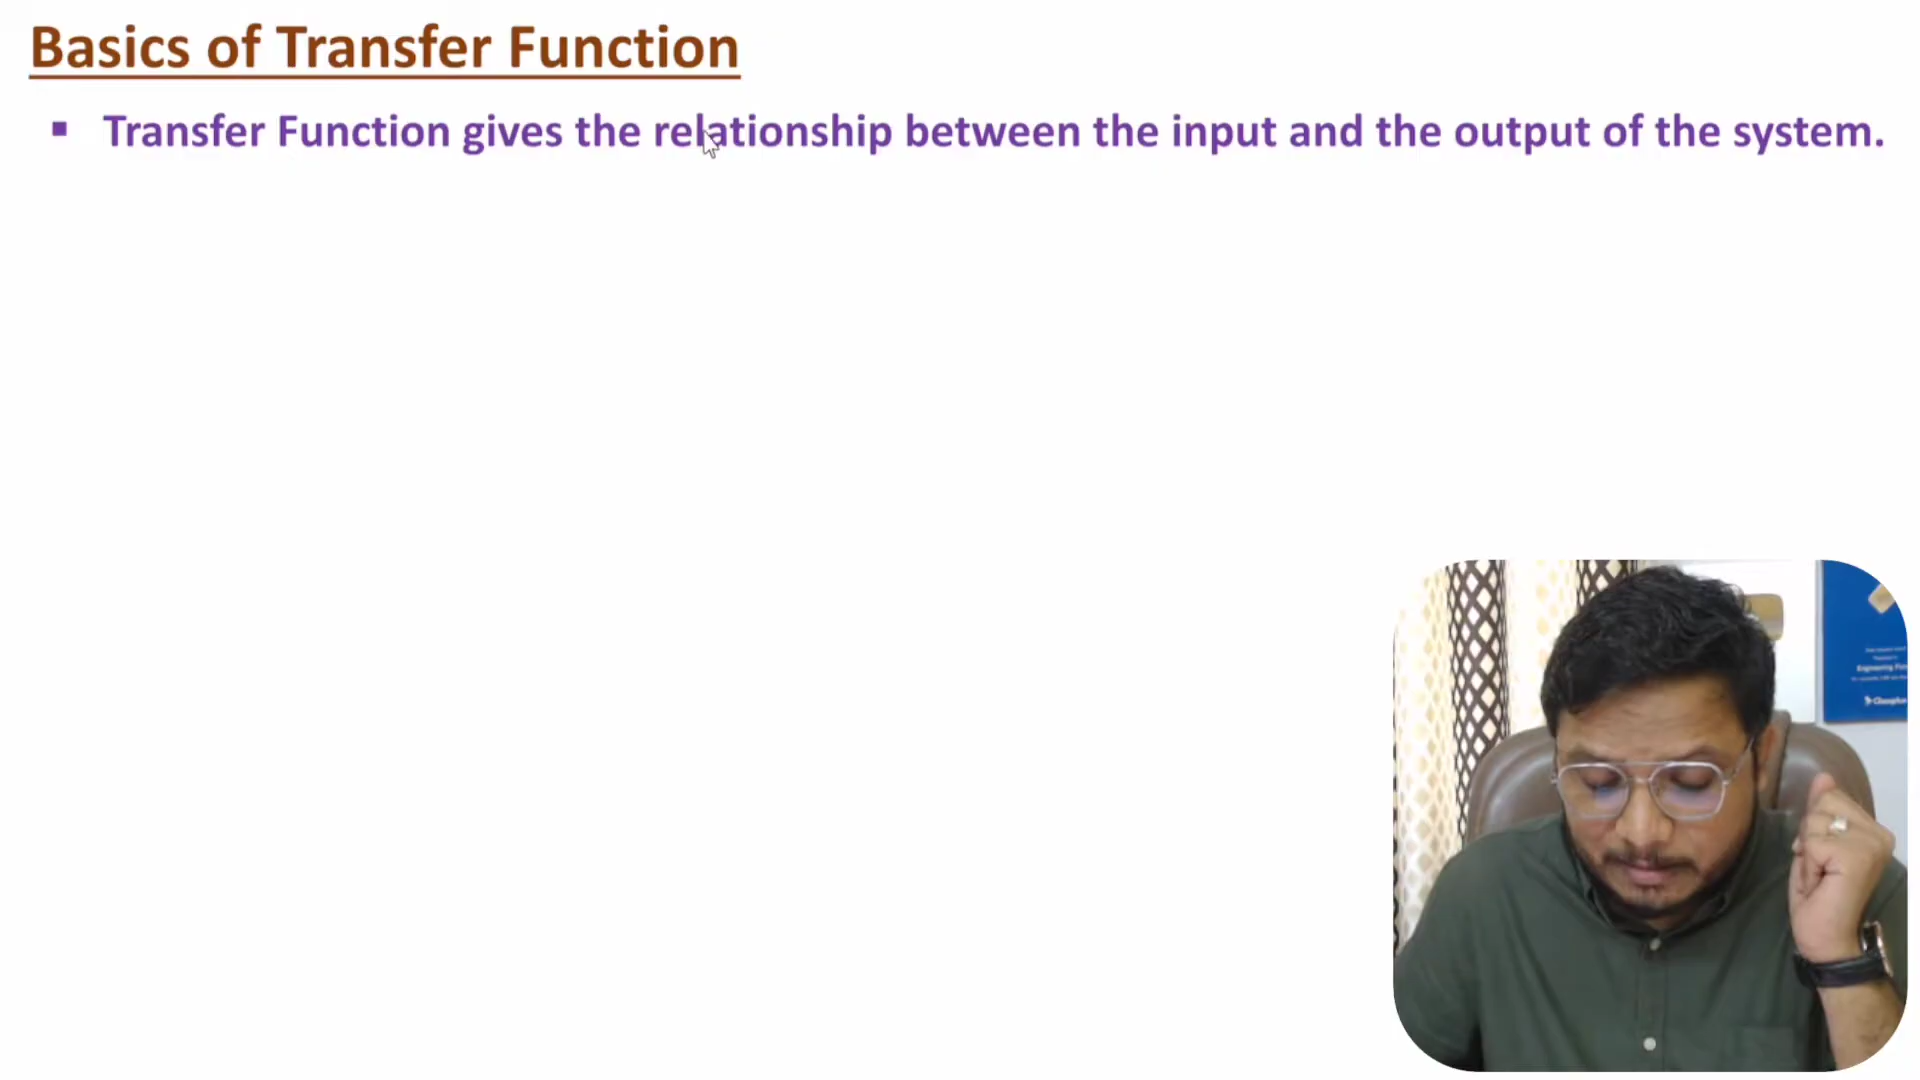 Basics of Transfer Function
▪ Transfer Function gives the relationship between the input and the output of the system.